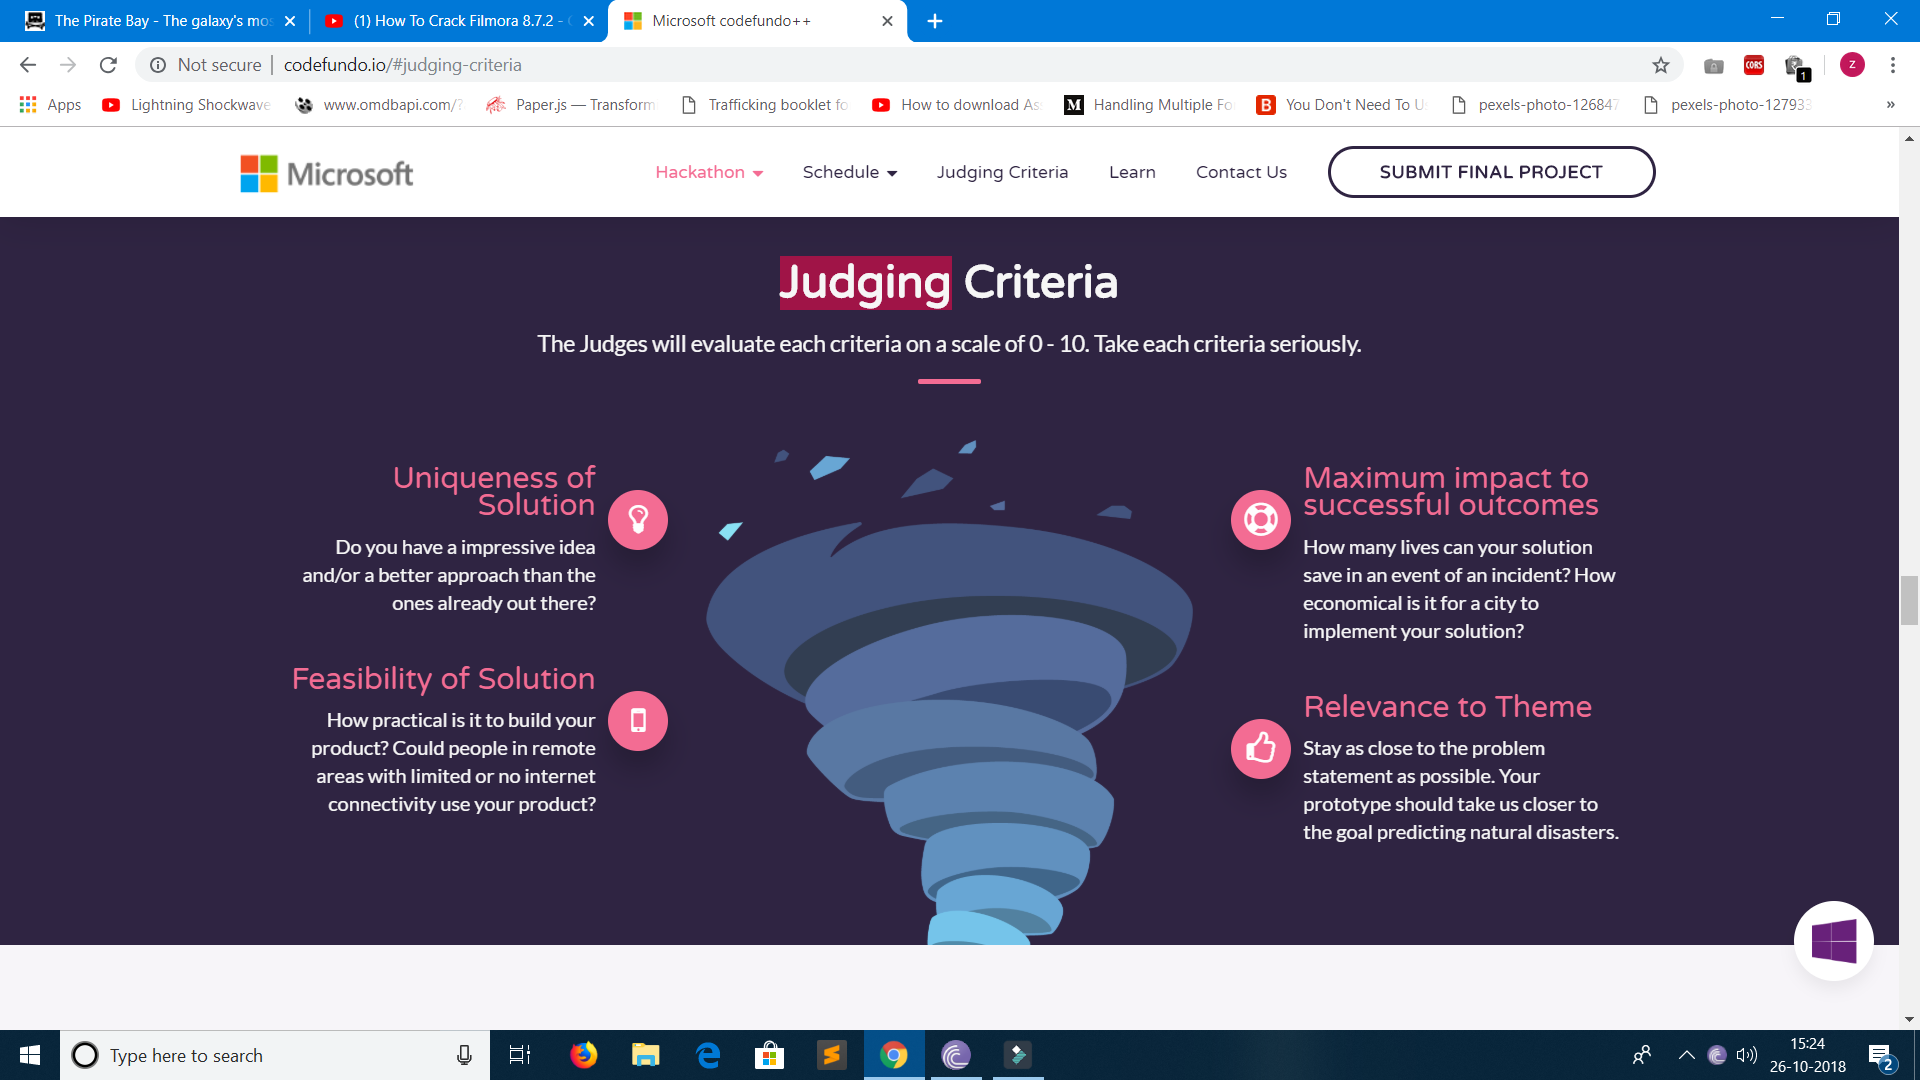 The Pirate Bay - The galaxy's mos
(1) How To Crack Filmora 8.7.2 -
Microsoft codefundo++
Not secure | codefundo.io/#judging-criteria
CORS
1
z
Apps
Lightning Shockwave
www.omdbapi.com/?
Paper.js — Transform
Trafficking booklet fo
How to download As
M
Handling Multiple Fo
B
You Don't Need To U
pexels-photo-126847
pexels-photo-127933
»
Microsoft
Hackathon
Schedule
Judging Criteria
Learn
Contact Us
SUBMIT FINAL PROJECT
Judging Criteria
The Judges will evaluate each criteria on a scale of 0 - 10. Take each criteria seriously.
Uniqueness of
Solution
Do you have a impressive idea
and/or a better approach than the
ones already out there?
Feasibility of Solution
How practical is it to build your
product? Could people in remote
areas with limited or no internet
connectivity use your product?
Maximum impact to
successful outcomes
How many lives can your solution
save in an event of an incident? How
economical is it for a city to
implement your solution?
Relevance to Theme
Stay as close to the problem
statement as possible. Your
prototype should take us closer to
the goal predicting natural disasters.
Type here to search
15:24
26-10-2018
2